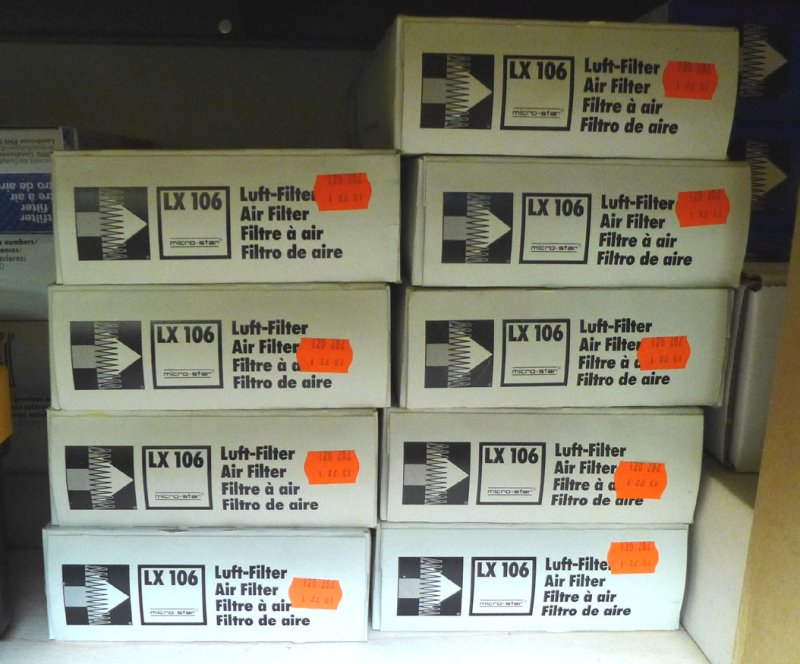 LX 106
micro-star®
Luft-Filter
Air Filter
Filtre à air
Filtro de aire
LX 106
micro-star®
Luft-Filter
Air Filter
Filtre à air
Filtro de aire
LX 106
micro-star®
Luft-Filter
Air Filter
Filtre à air
Filtro de aire
LX 106
micro-star®
Luft-Filter
Air Filter
Filtre à
Filtro de aire
LX 106
micro-star®
Luft-Filter
Air Filter
Filtre à
Filtro de aire
LX 106
micro-star®
Luft-Filter
Air Filter
Filtre à air
Filtro de aire
LX 106
micro-star®
Luft-Filter
Air Filter
Filtre à
Filtro de aire
LX 106
micro-star®
Luft-Filter
Air Filter
Filtre à air
Filtro de aire
LX 106
micro-star®
Luft-Filter
Air Filter
Filtre à air
Filtro de aire